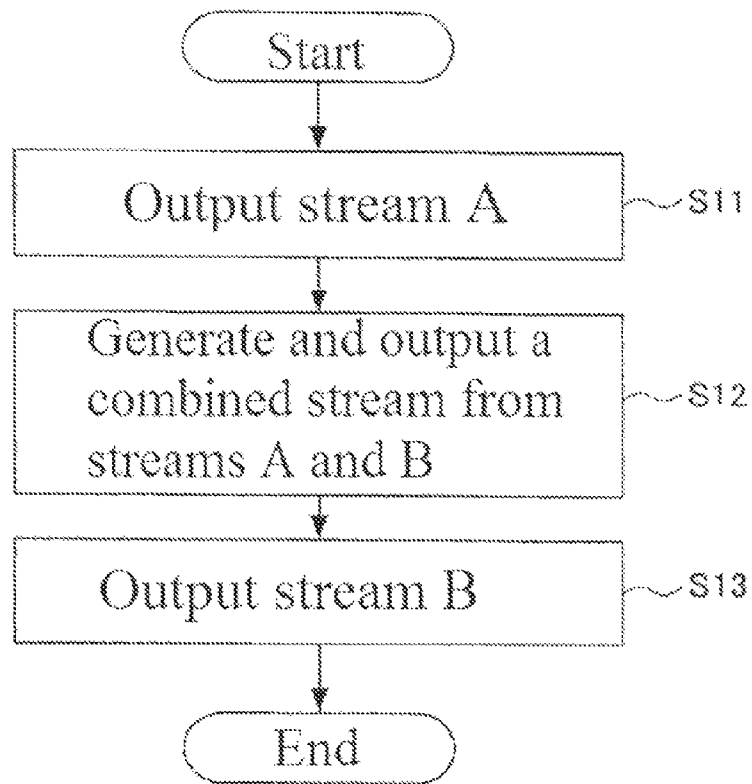 Start
Output stream A
S11
Generate and output a
combined stream from
streams A and B
S12
Output stream B
S13
End